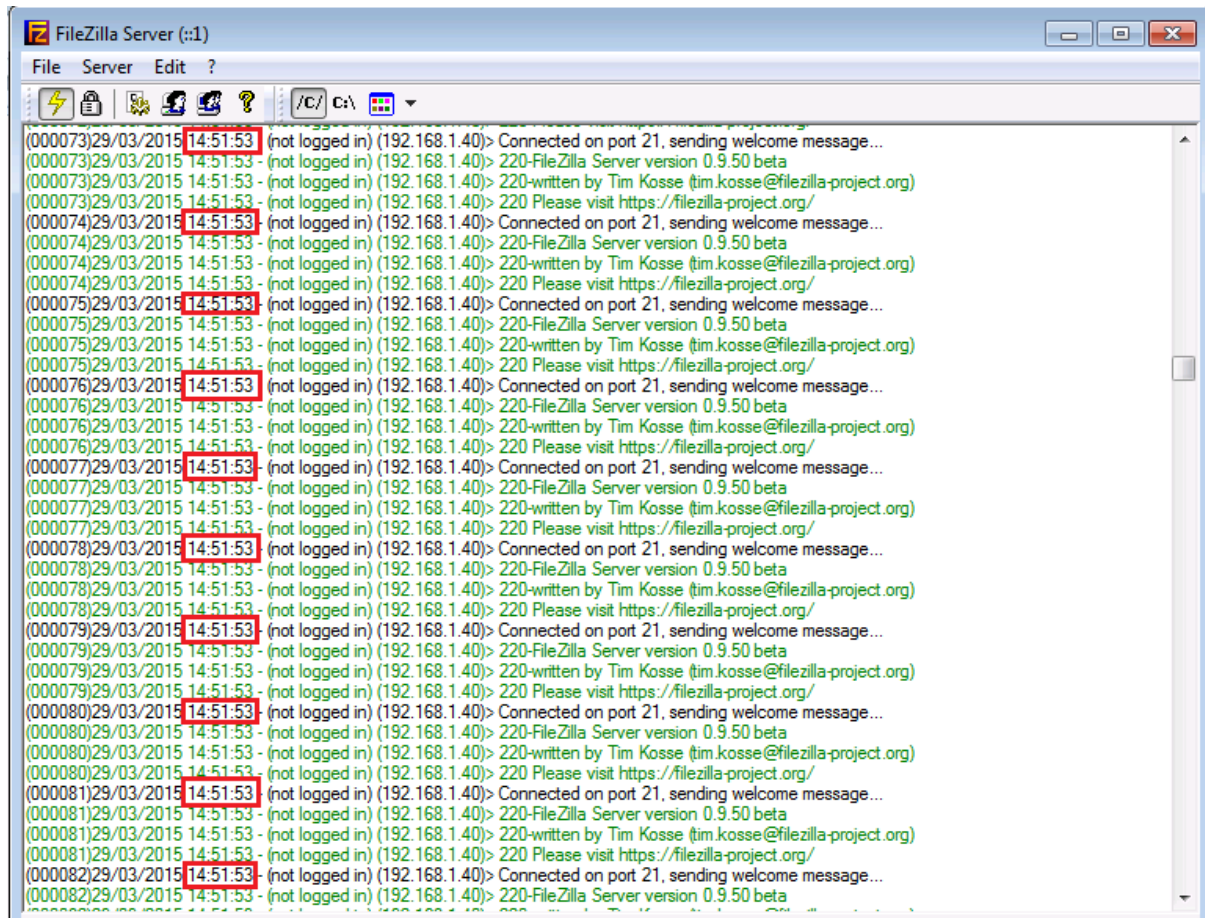 FileZilla Server (::1)
File Server Edit ?
/C/ C:\
(000073)29/03/2015 14:51:53 (not logged in) (192.168.1.40)> Connected on port 21, sending welcome message...
(000073)29/03/2015 14:51:53 - (not logged in) (192.168.1.40)> 220-FileZilla Server version 0.9.50 beta
(000073)29/03/2015 14:51:53 - (not logged in) (192.168.1.40)> 220-written by Tim Kosse (tim.kosse@filezilla-project.org)
(000073)29/03/2015 14:51:53 - (not logged in) (192.168.1.40)> 220 Please visit https://filezilla-project.org/
(000074)29/03/2015 14:51:53 - (not logged in) (192.168.1.40)> Connected on port 21, sending welcome message...
(000074)29/03/2015 14:51:53 - (not logged in) (192.168.1.40)> 220-FileZilla Server version 0.9.50 beta
(000074)29/03/2015 14:51:53 - (not logged in) (192.168.1.40)> 220-written by Tim Kosse (tim.kosse@filezilla-project.org)
(000074)29/03/2015 14:51:53 - (not logged in) (192.168.1.40)> 220 Please visit https://filezilla-project.org/
(000075)29/03/2015 14:51:53 - (not logged in) (192.168.1.40)> Connected on port 21, sending welcome message...
(000075)29/03/2015 14:51:53 - (not logged in) (192.168.1.40)> 220-FileZilla Server version 0.9.50 beta
(000075)29/03/2015 14:51:53 - (not logged in) (192.168.1.40)> 220-written by Tim Kosse (tim.kosse@filezilla-project.org)
(000075)29/03/2015 14:51:53 - (not logged in) (192.168.1.40)> 220 Please visit https://filezilla-project.org/
(000076)29/03/2015 14:51:53 (not logged in) (192.168.1.40)> Connected on port 21, sending welcome message...
(000076)29/03/2015 14:51:53 - (not logged in) (192.168.1.40)> 220-FileZilla Server version 0.9.50 beta
(000076)29/03/2015 14:51:53 - (not logged in) (192.168.1.40)> 220-written by Tim Kosse (tim.kosse@filezilla-project.org)
(000076)29/03/2015 14:51:53 - (not logged in) (192.168.1.40)> 220 Please visit https://filezilla-project.org/
(000077)29/03/2015 14:51:53 - (not logged in) (192.168.1.40)> Connected on port 21, sending welcome message...
(000077)29/03/2015 14:51:53 - (not logged in) (192.168.1.40)> 220-FileZilla Server version 0.9.50 beta
(000077)29/03/2015 14:51:53 - (not logged in) (192.168.1.40)> 220-written by Tim Kosse (tim.kosse@filezilla-project.org)
(000077)29/03/2015 14:51:53 - (not logged in) (192.168.1.40)> 220 Please visit https://filezilla-project.org/
(000078)29/03/2015 14:51:53 (not logged in) (192.168.1.40)> Connected on port 21, sending welcome message...
(000078)29/03/2015 14:51:53 - (not logged in) (192.168.1.40)> 220-FileZilla Server version 0.9.50 beta
(000078)29/03/2015 14:51:53 - (not logged in) (192.168.1.40)> 220-written by Tim Kosse (tim.kosse@filezilla-project.org)
(000078)29/03/2015 14:51:53 - (not logged in) (192.168.1.40)> 220 Please visit https://filezilla-project.org/
(000079)29/03/2015 14:51:53 - (not logged in) (192.168.1.40)> Connected on port 21, sending welcome message...
(000079)29/03/2015 14:51:53 - (not logged in) (192.168.1.40)> 220-FileZilla Server version 0.9.50 beta
(000079)29/03/2015 14:51:53 - (not logged in) (192.168.1.40)> 220-written by Tim Kosse (tim.kosse@filezilla-project.org)
(000079)29/03/2015 14:51:53 - (not logged in) (192.168.1.40)> 220 Please visit https://filezilla-project.org/
(000080)29/03/2015 14:51:53 - (not logged in) (192.168.1.40)> Connected on port 21, sending welcome message...
(000080)29/03/2015 14:51:53 - (not logged in) (192.168.1.40)> 220-FileZilla Server version 0.9.50 beta
(000080)29/03/2015 14:51:53 - (not logged in) (192.168.1.40)> 220-written by Tim Kosse (tim.kosse@filezilla-project.org)
(000080)29/03/2015 14:51:53 - (not logged in) (192.168.1.40)> 220 Please visit https://filezilla-project.org/
(000081)29/03/2015 14:51:53 (not logged in) (192.168.1.40)> Connected on port 21, sending welcome message...
(000081)29/03/2015 14:51:53 - (not logged in) (192.168.1.40)> 220-FileZilla Server version 0.9.50 beta
(000081)29/03/2015 14:51:53 - (not logged in) (192.168.1.40)> 220-written by Tim Kosse (tim.kosse@filezilla-project.org)
(000081)29/03/2015 14:51:53 - (not logged in) (192.168.1.40)> 220 Please visit https://filezilla-project.org/
(000082)29/03/2015 14:51:53 - (not logged in) (192.168.1.40)> Connected on port 21, sending welcome message...
(000082)29/03/2015 14:51:53 - (not logged in) (192.168.1.40)> 220-FileZilla Server version 0.9.50 beta